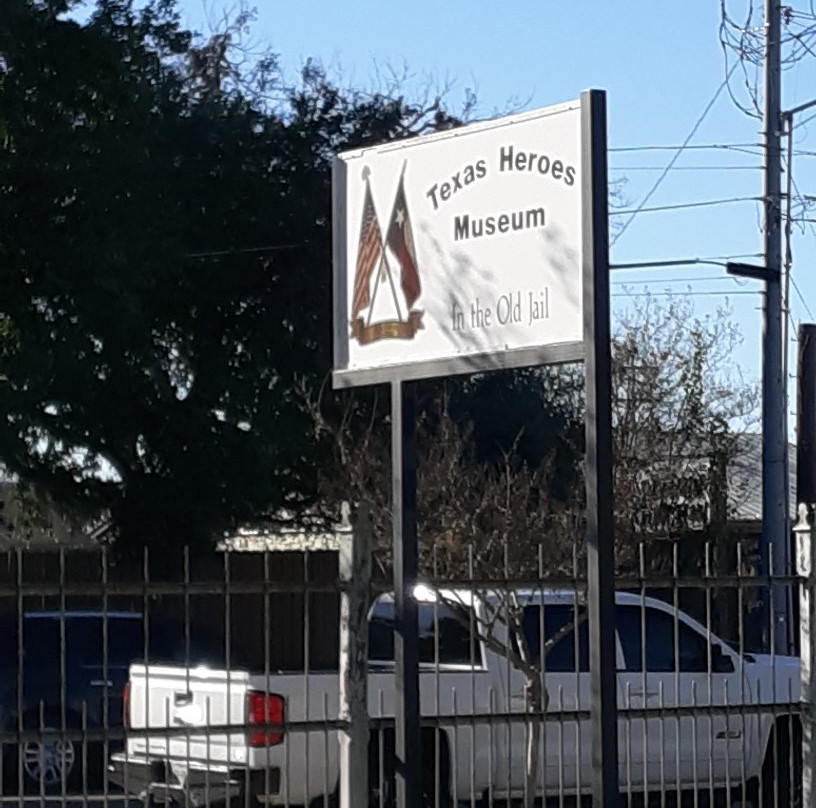 Texas Heroes
Museum
In the Old Jail